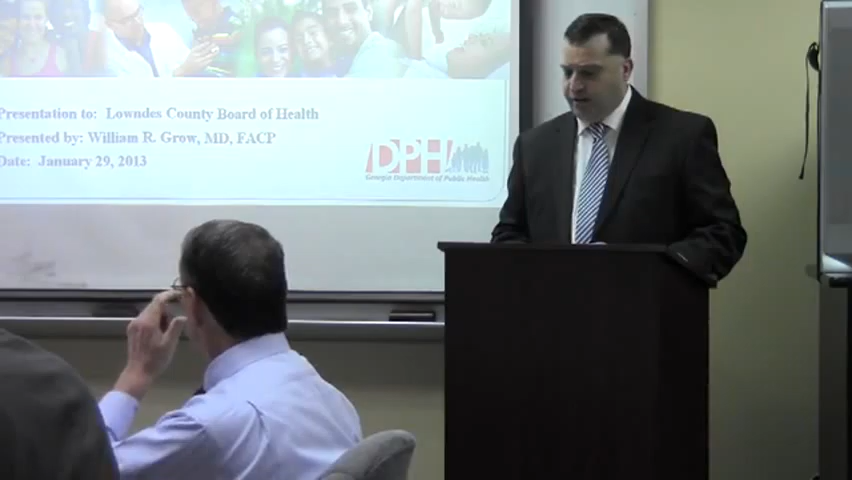 Presentation to: Lowndes County Board of Health
Presented by: William R. Grow, MD, FACP
Date: January 29, 2013
DPH
Georgia Department of Public Health